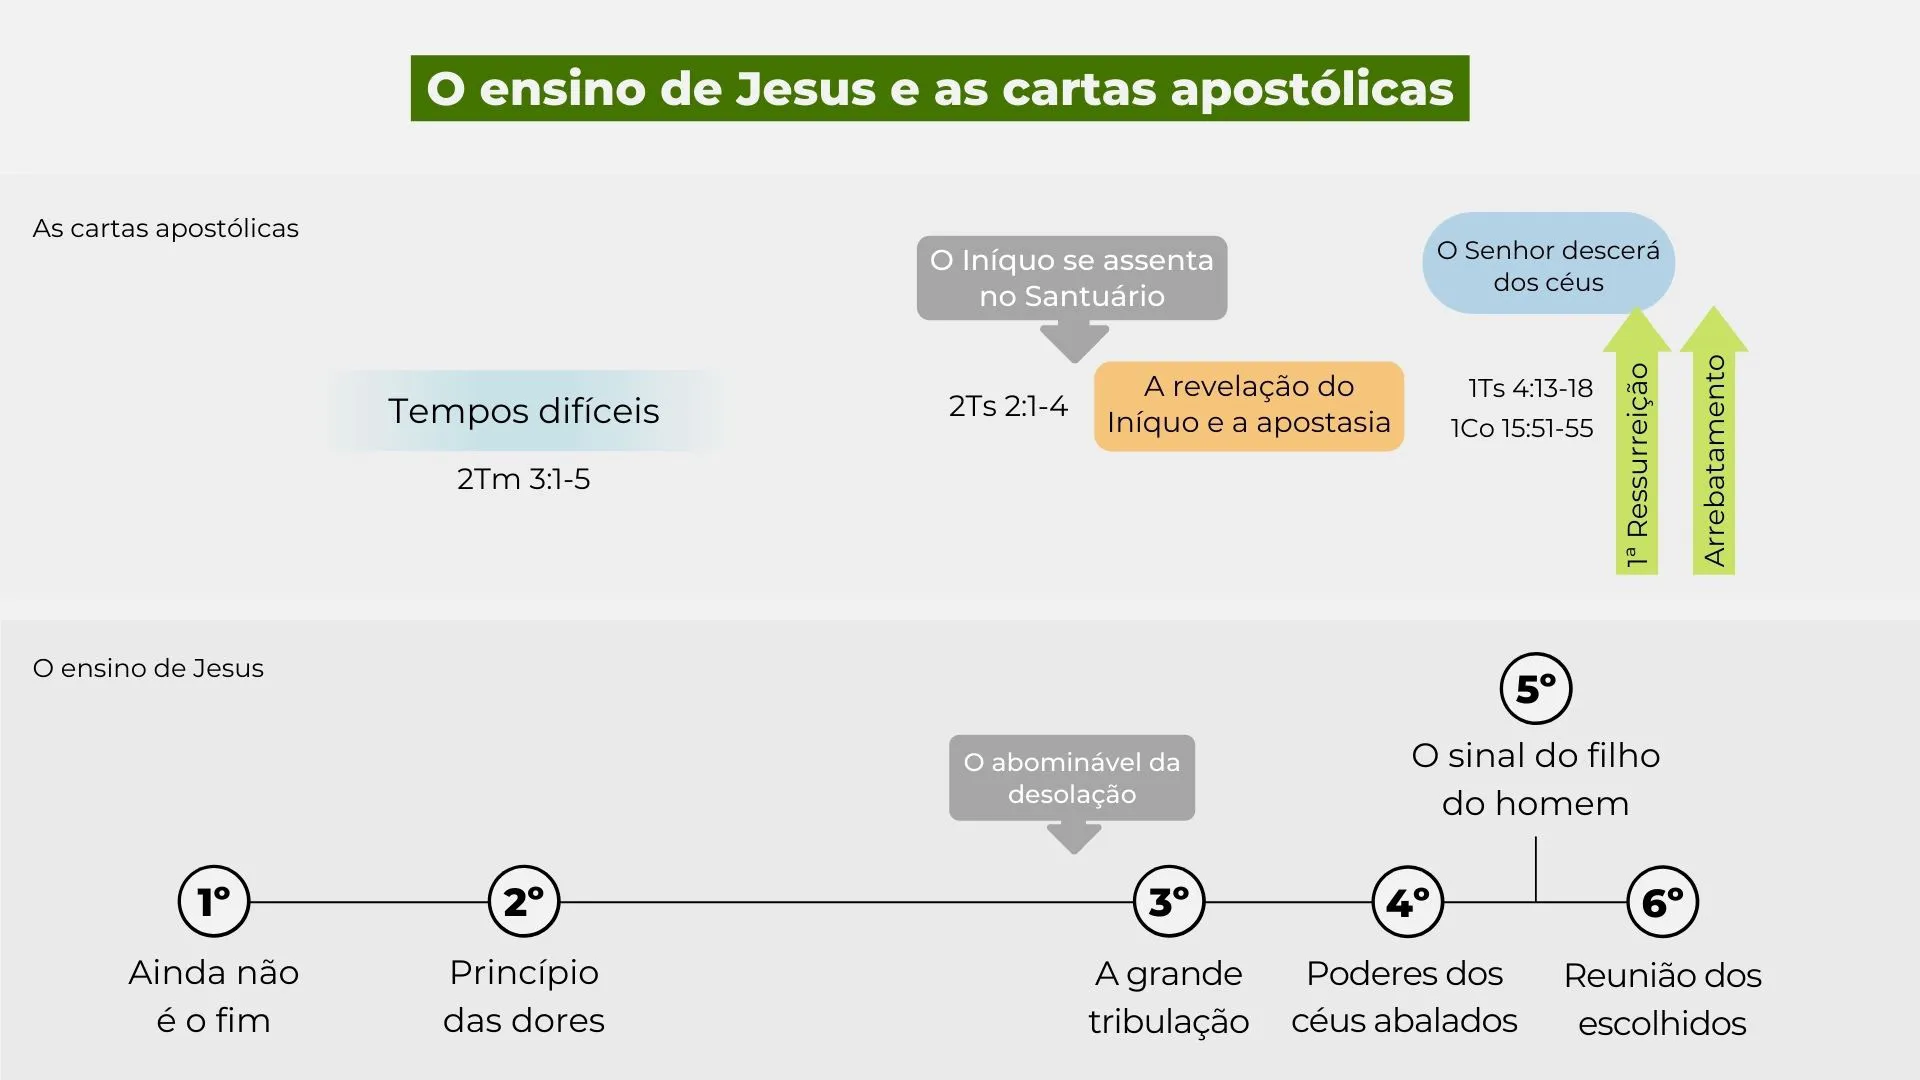 O ensino de Jesus e as cartas apostólicas
As cartas apostólicas
O Iníquo se assenta
no Santuário
O Senhor descerá
dos céus
Tempos difíceis
2Tm 3:1-5
2Ts 2:1-4
A revelação do
Iníquo e a apostasia
1Ts 4:13-18
1Co 15:51-55
1ª Ressurreição
Arrebatamento
O ensino de Jesus
5º
O sinal do filho
do homem
O abominável da
desolação
1º
Ainda não
é o fim
2º
Princípio
das dores
3º
A grande
tribulação
4º
Poderes dos
céus abalados
6º
Reunião dos
escolhidos